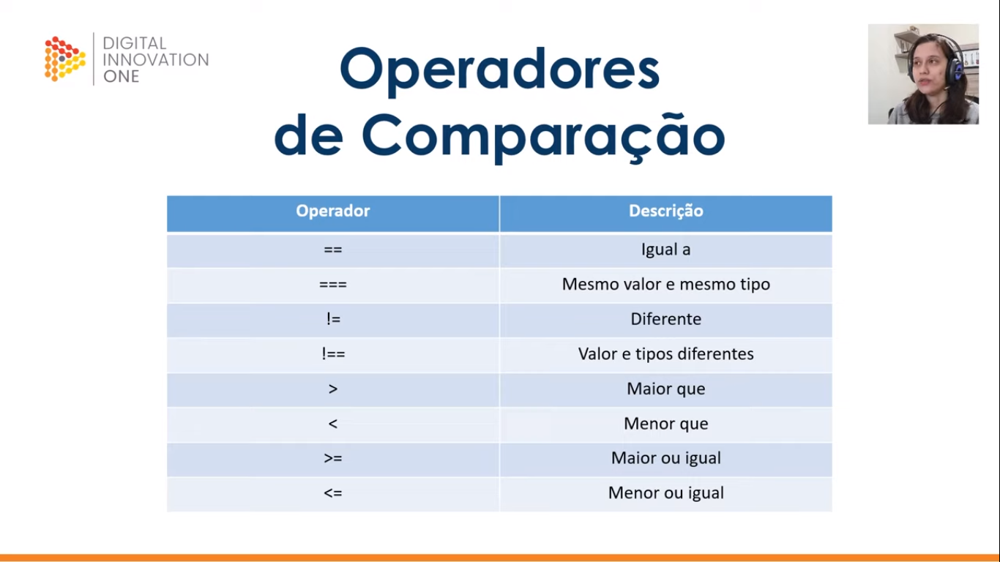 DIGITAL
INNOVATION
ONE
Operadores
de Comparação
Operador Descrição
== Igual a
=== Mesmo valor e mesmo tipo
!= Diferente
!== Valor e tipos diferentes
> Maior que
< Menor que
>= Maior ou igual
<= Menor ou igual